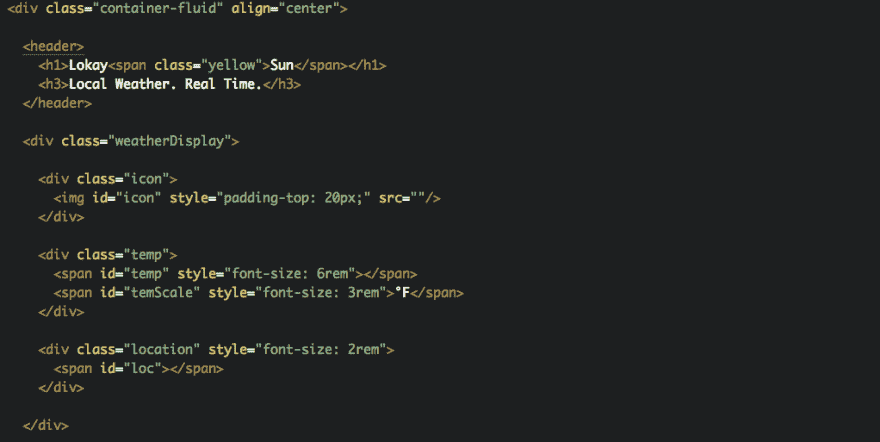 <div class="container-fluid" align="center">
<header>
<h1>Lokay<span class="yellow">Sun</span></h1>
<h3>Local Weather. Real Time.</h3>
</header>
<div class="weatherDisplay">
<div class="icon">
<img id="icon" style="padding-top: 20px;" src=""/>
</div>
<div class="temp">
<span id="temp" style="font-size: 6rem"></span>
<span id="temScale" style="font-size: 3rem">°F</span>
</div>
<div class="location" style="font-size: 2rem">
<span id="loc"></span>
</div>
</div>